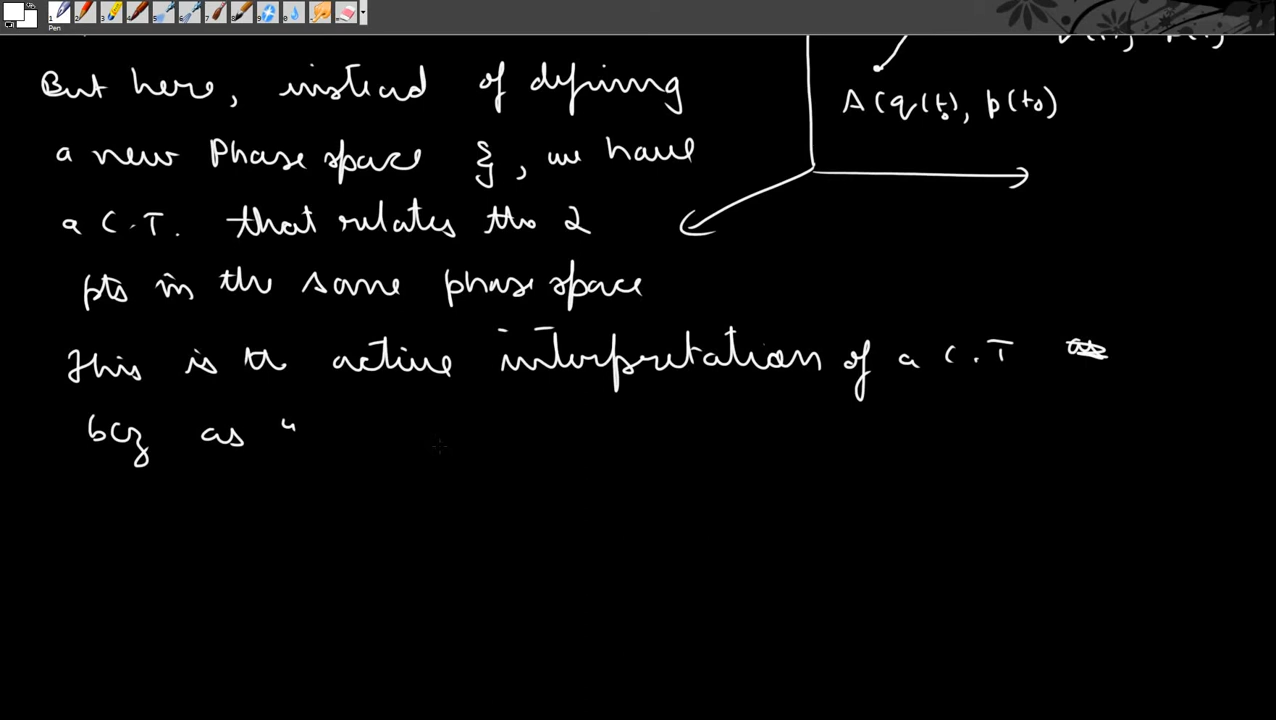 But here, instead of defining
A(q(t₀), p(t₀)
a new Phase space ξ, we have
a C.T. that relates the 2
pts in the same phase space
This is the active interpretation of a C.T
bcz as "
Pen